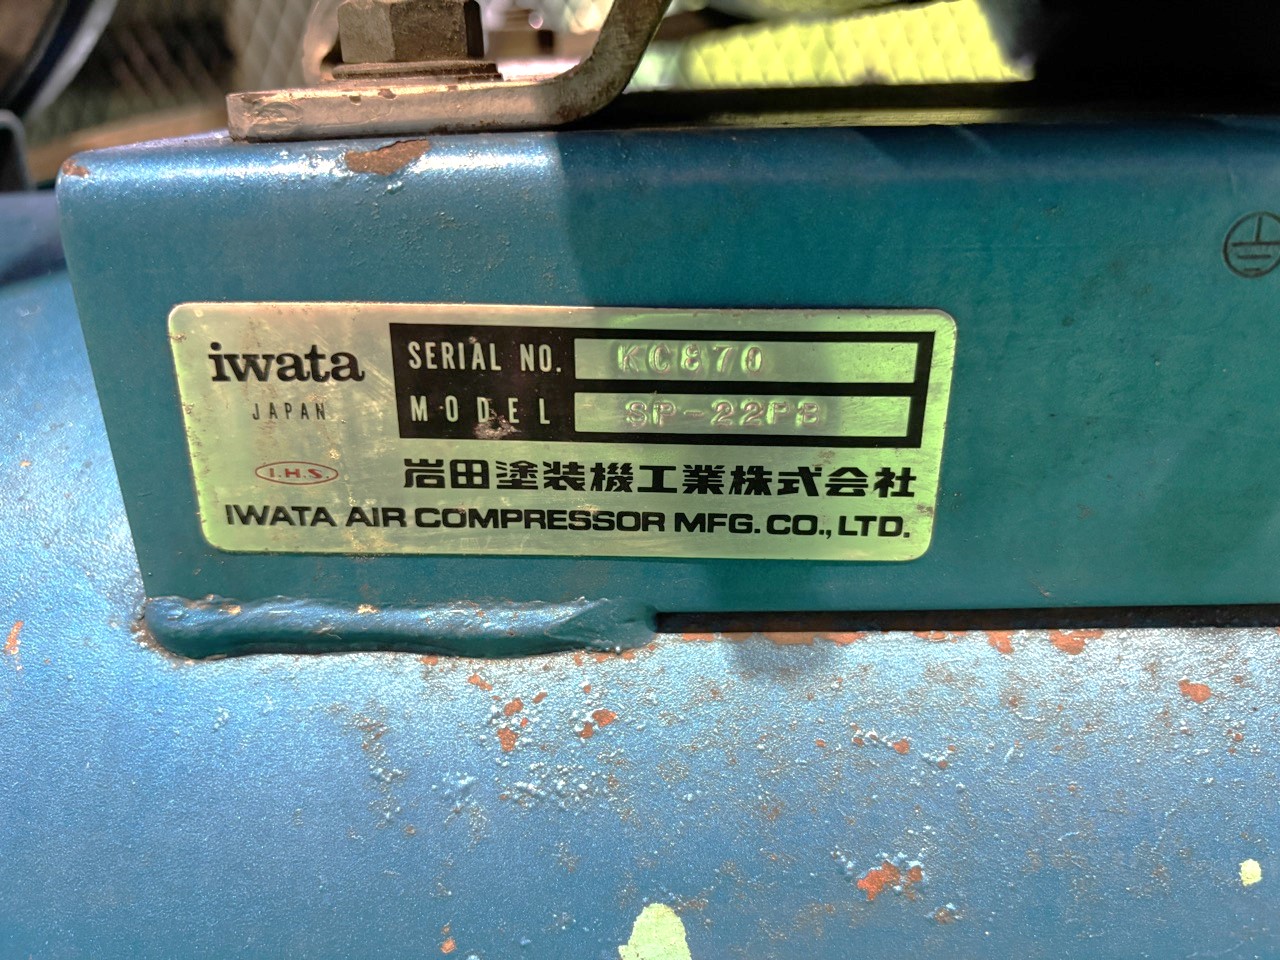 iwata
JAPAN
I.H.S.
SERIAL NO. KC870
MODEL SP-22PB
岩田塗装機工業株式会社
IWATA AIR COMPRESSOR MFG. CO., LTD.